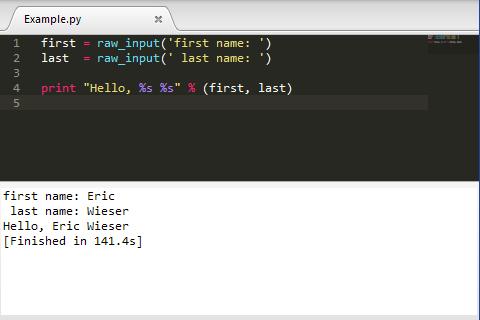 Example.py
1 first = raw_input('first name: ')
2 last  = raw_input(' last name: ')
3
4 print "Hello, %s %s" % (first, last)
5
first name: Eric
 last name: Wieser
Hello, Eric Wieser
[Finished in 141.4s]